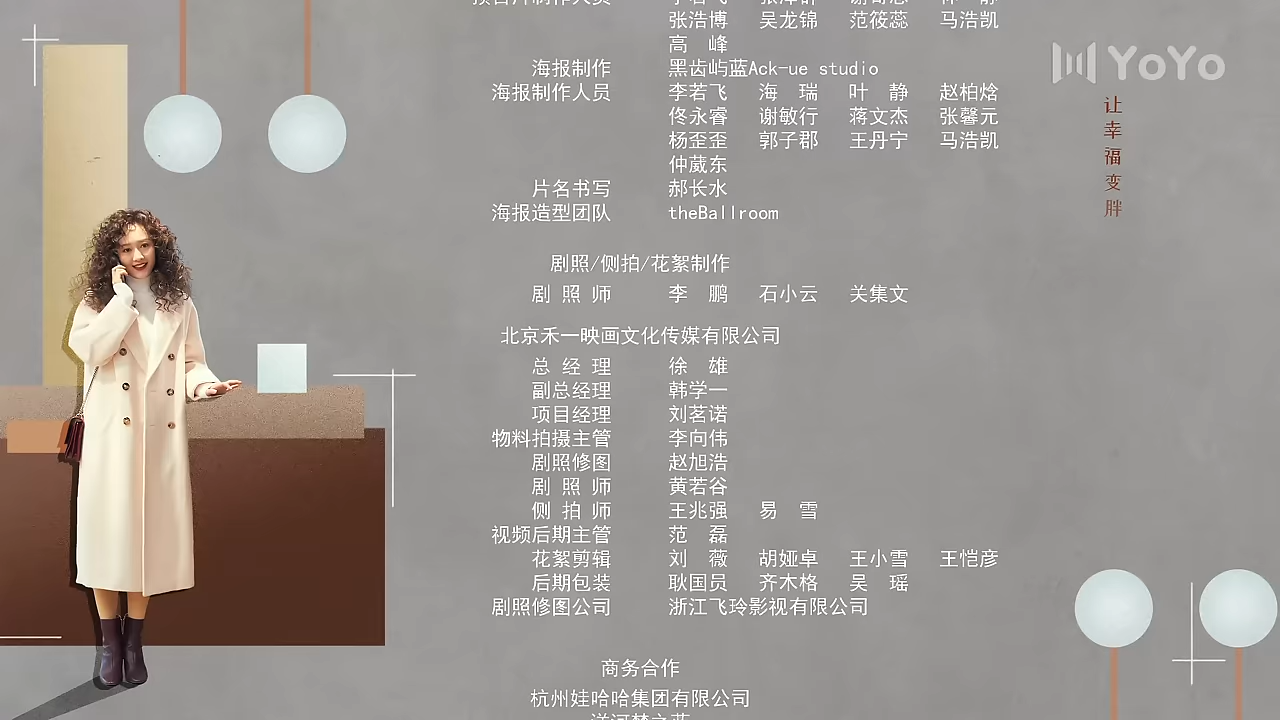 张浩博 吴龙锦 范筱蕊 马浩凯
高 峰
海报制作 黑齿屿蓝Ack-ue studio
海报制作人员 李若飞 海 瑞 叶 静 赵柏焓
佟永睿 谢敏行 蒋文杰 张馨元
杨歪歪 郭子郡 王丹宁 马浩凯
仲葳东
片名书写 郝长水
海报造型团队 theBallroom
剧照/侧拍/花絮制作
剧 照 师 李 鹏 石小云 关集文
北京禾一映画文化传媒有限公司
总 经 理 徐 雄
副总经理 韩学一
项目经理 刘茗诺
物料拍摄主管 李向伟
剧照修图 赵旭浩
剧 照 师 黄若谷
侧 拍 师 王兆强 易 雪
视频后期主管 范 磊
花絮剪辑 刘 薇 胡娅卓 王小雪 王恺彦
后期包装 耿国员 齐木格 吴 瑶
剧照修图公司 浙江飞玲影视有限公司
商务合作
杭州娃哈哈集团有限公司
YoYo
让幸福变胖